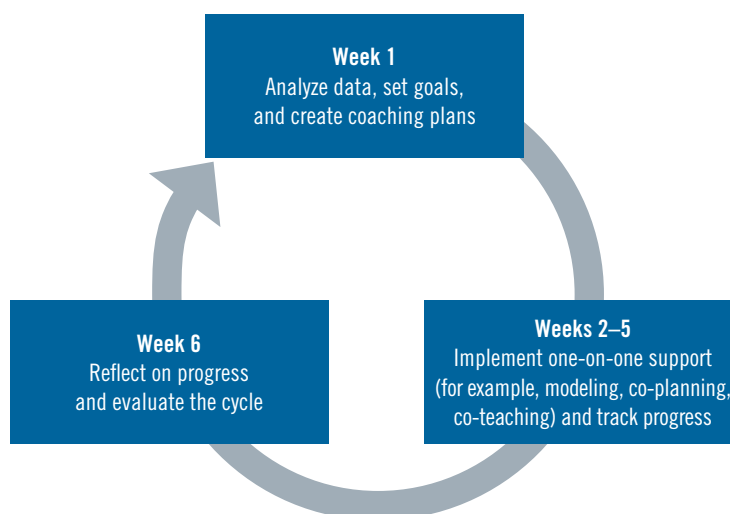 Week 1
Analyze data, set goals,
and create coaching plans
Weeks 2–5
Implement one-on-one support
(for example, modeling, co-planning,
co-teaching) and track progress
Week 6
Reflect on progress
and evaluate the cycle